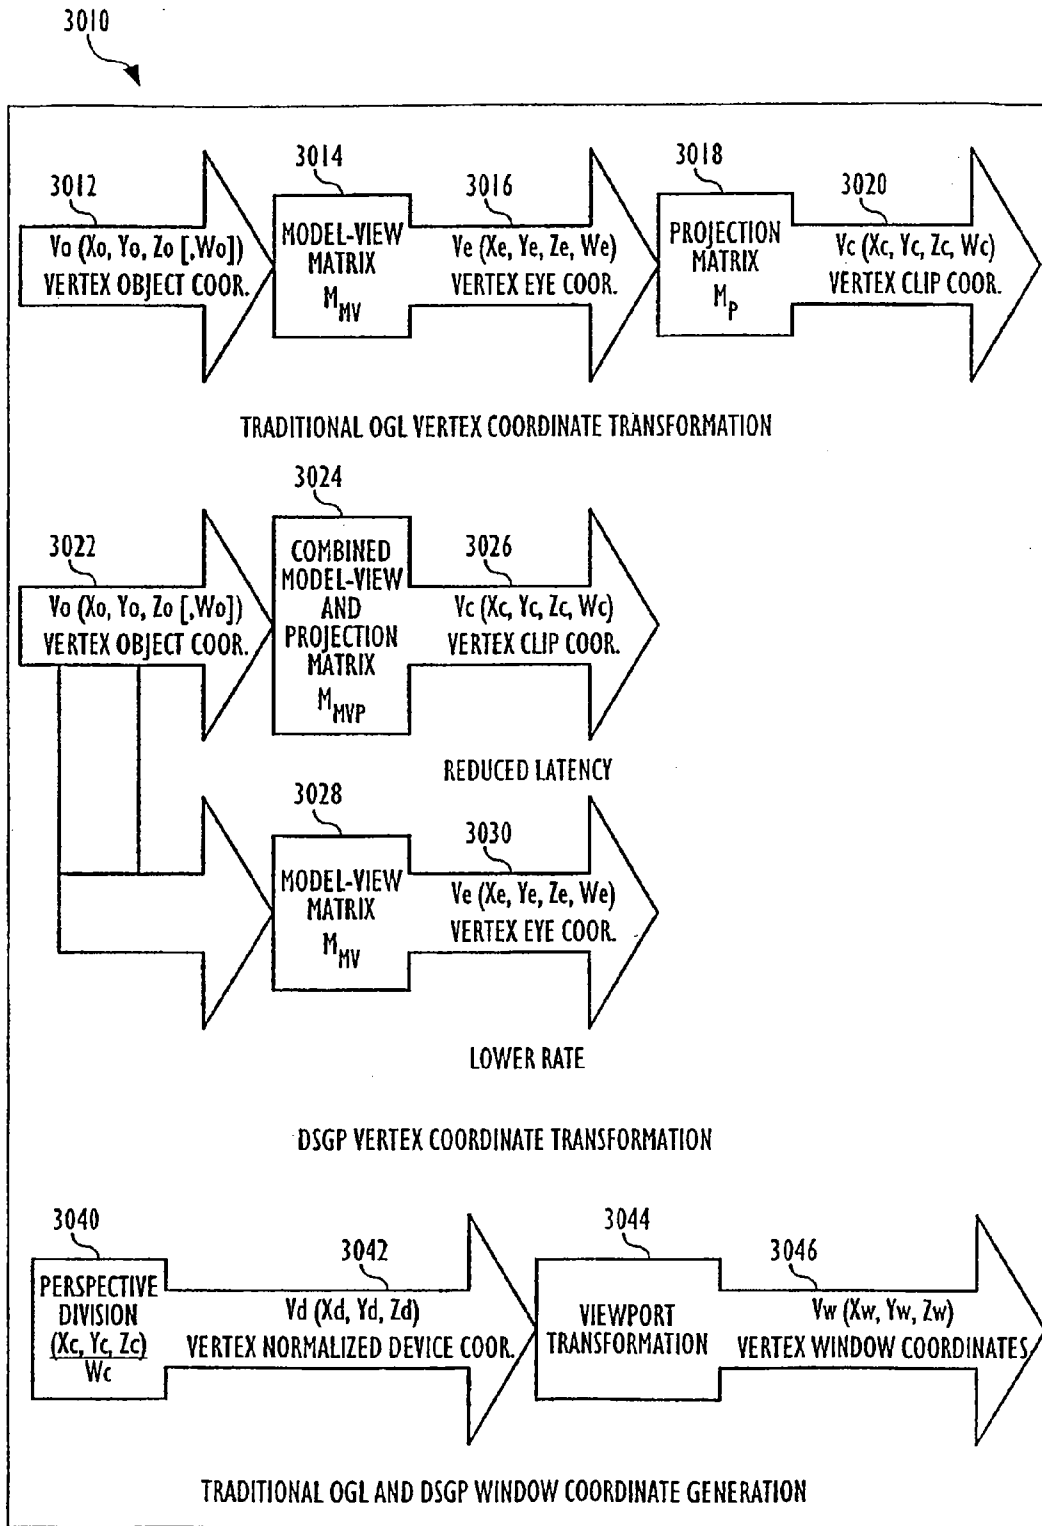 3010
3012
Vo (Xo, Yo, Zo [,Wo])
VERTEX OBJECT COOR.
3014
MODEL-VIEW
MATRIX
MMV
3016
Ve (Xe, Ye, Ze, We)
VERTEX EYE COOR.
3018
PROJECTION
MATRIX
MP
3020
Vc (Xc, Yc, Zc, Wc)
VERTEX CLIP COOR.
TRADITIONAL OGL VERTEX COORDINATE TRANSFORMATION
3022
Vo (Xo, Yo, Zo [,Wo])
VERTEX OBJECT COOR.
3024
COMBINED
MODEL-VIEW
AND
PROJECTION
MATRIX
MMVP
3026
Vc (Xc, Yc, Zc, Wc)
VERTEX CLIP COOR.
REDUCED LATENCY
3028
MODEL-VIEW
MATRIX
MMV
3030
Ve (Xe, Ye, Ze, We)
VERTEX EYE COOR.
LOWER RATE
DSGP VERTEX COORDINATE TRANSFORMATION
3040
PERSPECTIVE
DIVISION
(Xc, Yc, Zc)
Wc
3042
Vd (Xd, Yd, Zd)
VERTEX NORMALIZED DEVICE COOR.
3044
VIEWPORT
TRANSFORMATION
3046
Vw (Xw, Yw, Zw)
VERTEX WINDOW COORDINATES
TRADITIONAL OGL AND DSGP WINDOW COORDINATE GENERATION